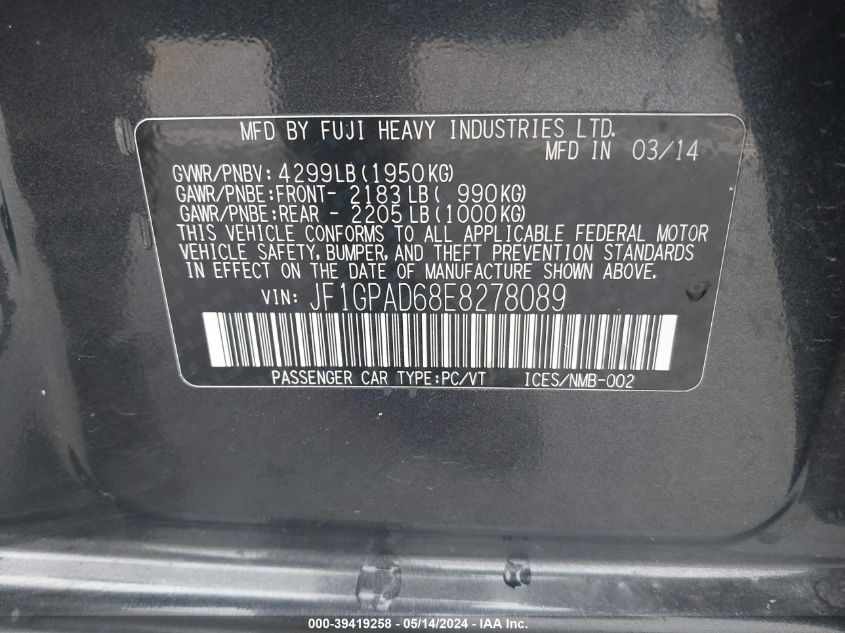 MFD BY FUJI HEAVY INDUSTRIES LTD.
MFD IN 03/14
GVWR/PNBV: 4299LB(1950KG)
GAWR/PNBE:FRONT- 2183LB( 990KG)
GAWR/PNBE:REAR - 2205LB(1000KG)
THIS VEHICLE CONFORMS TO ALL APPLICABLE FEDERAL MOTOR
VEHICLE SAFETY, BUMPER, AND THEFT PREVENTION STANDARDS
IN EFFECT ON THE DATE OF MANUFACTURE SHOWN ABOVE.
VIN: JF1GPAD68E8278089
PASSENGER CAR TYPE:PC/VT ICES/NMB-002
000-39419258 - 05/14/2024 - IAA Inc.